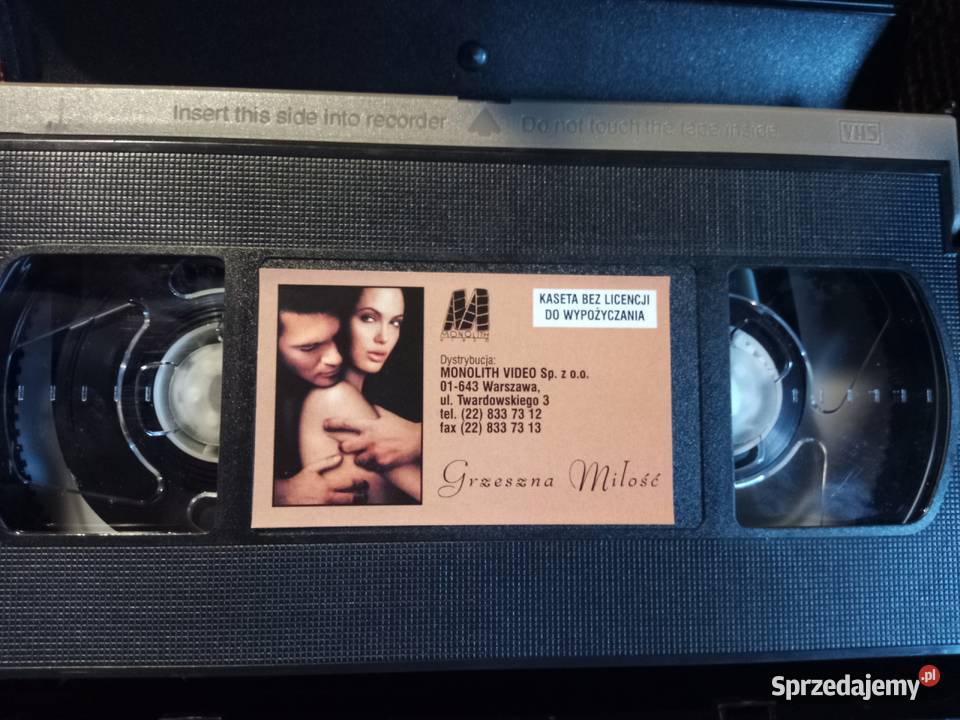 Insert this side into recorder Do not touch the tape inside VHS
MONOLITH
VIDEO
KASETA BEZ LICENCJI
DO WYPOŻYCZANIA
Dystrybucja:
MONOLITH VIDEO Sp. z o.o.
01-643 Warszawa,
ul. Twardowskiego 3
tel. (22) 833 73 12
fax (22) 833 73 13
Grzeszna Miłość
Sprzedajemy.pl